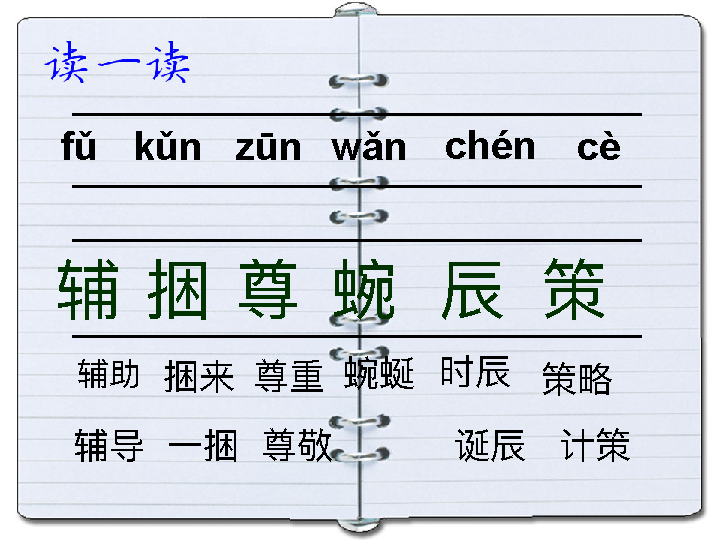 读一读
fǔ kǔn zūn wǎn chén cè
辅 捆 尊 蜿 辰 策
辅助 捆来 尊重 蜿蜒 时辰 策略
辅导 一捆 尊敬 诞辰 计策